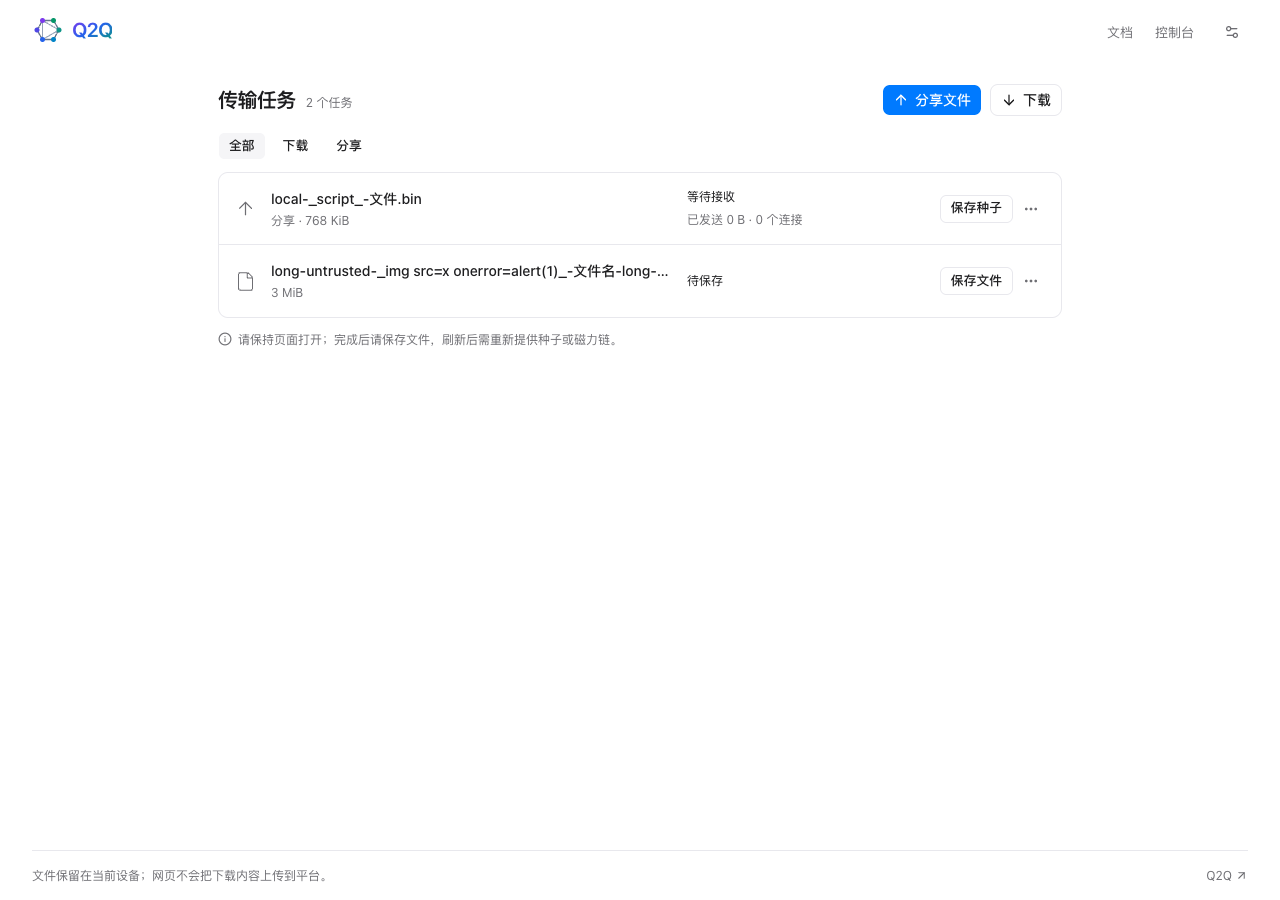 Q2Q
文档
控制台
传输任务
2 个任务
分享文件
下载
全部
下载
分享
local-_script_-文件.bin
分享 · 768 KiB
等待接收
已发送 0 B · 0 个连接
保存种子
long-untrusted-_img src=x onerror=alert(1)_-文件名-long-...
3 MiB
待保存
保存文件
请保持页面打开；完成后请保存文件，刷新后需重新提供种子或磁力链。
文件保留在当前设备；网页不会把下载内容上传到平台。
Q2Q